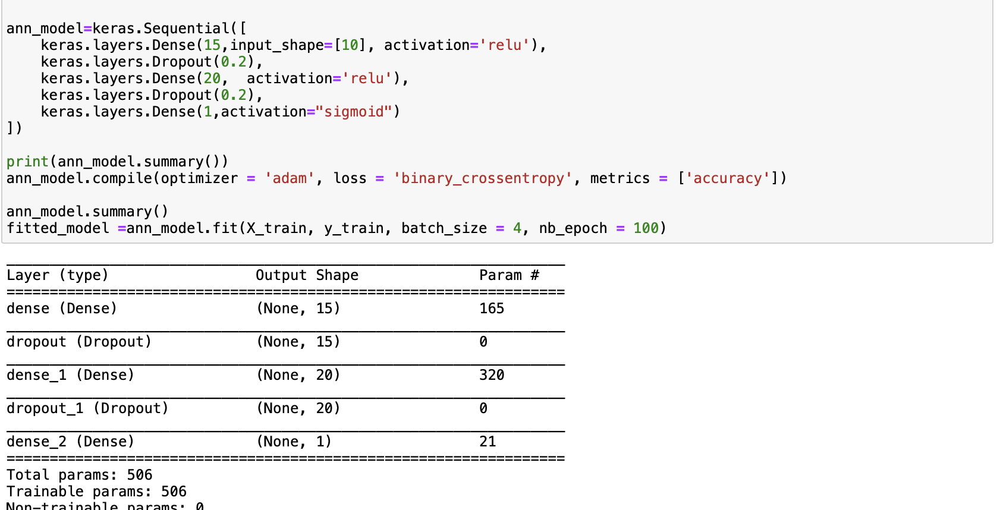 ann_model=keras.Sequential([
    keras.layers.Dense(15,input_shape=[10], activation='relu'),
    keras.layers.Dropout(0.2),
    keras.layers.Dense(20,  activation='relu'),
    keras.layers.Dropout(0.2),
    keras.layers.Dense(1,activation="sigmoid")
])
print(ann_model.summary())
ann_model.compile(optimizer = 'adam', loss = 'binary_crossentropy', metrics = ['accuracy'])
ann_model.summary()
fitted_model =ann_model.fit(X_train, y_train, batch_size = 4, nb_epoch = 100)
Layer (type)                 Output Shape              Param #
dense (Dense)                (None, 15)                165
dropout (Dropout)            (None, 15)                0
dense_1 (Dense)              (None, 20)                320
dropout_1 (Dropout)          (None, 20)                0
dense_2 (Dense)              (None, 1)                 21
Total params: 506
Trainable params: 506
Non-trainable params: 0